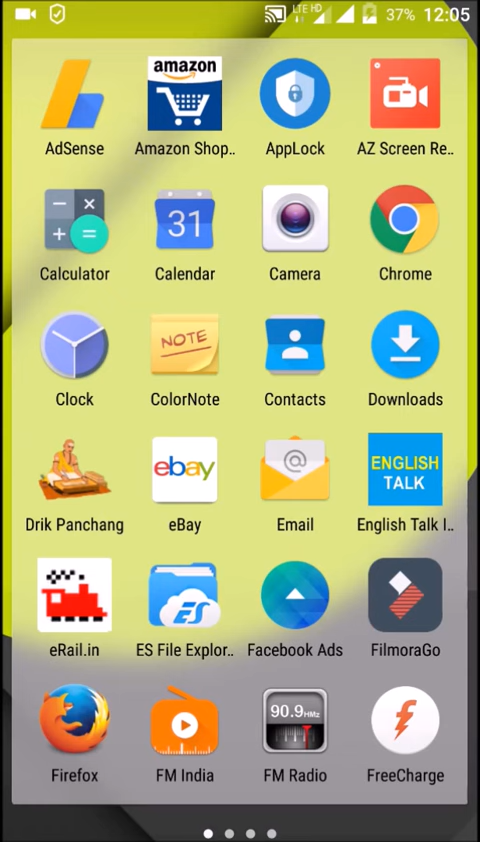 LTE HD 37% 12:05
amazon
AdSense Amazon Shop.. AppLock AZ Screen Re..
31
Calculator Calendar Camera Chrome
NOTE
Clock ColorNote Contacts Downloads
ebay @ ENGLISH
TALK
Drik Panchang eBay Email English Talk I..
ES
eRail.in ES File Explor.. Facebook Ads FilmoraGo
90.9HMz
Firefox FM India FM Radio FreeCharge